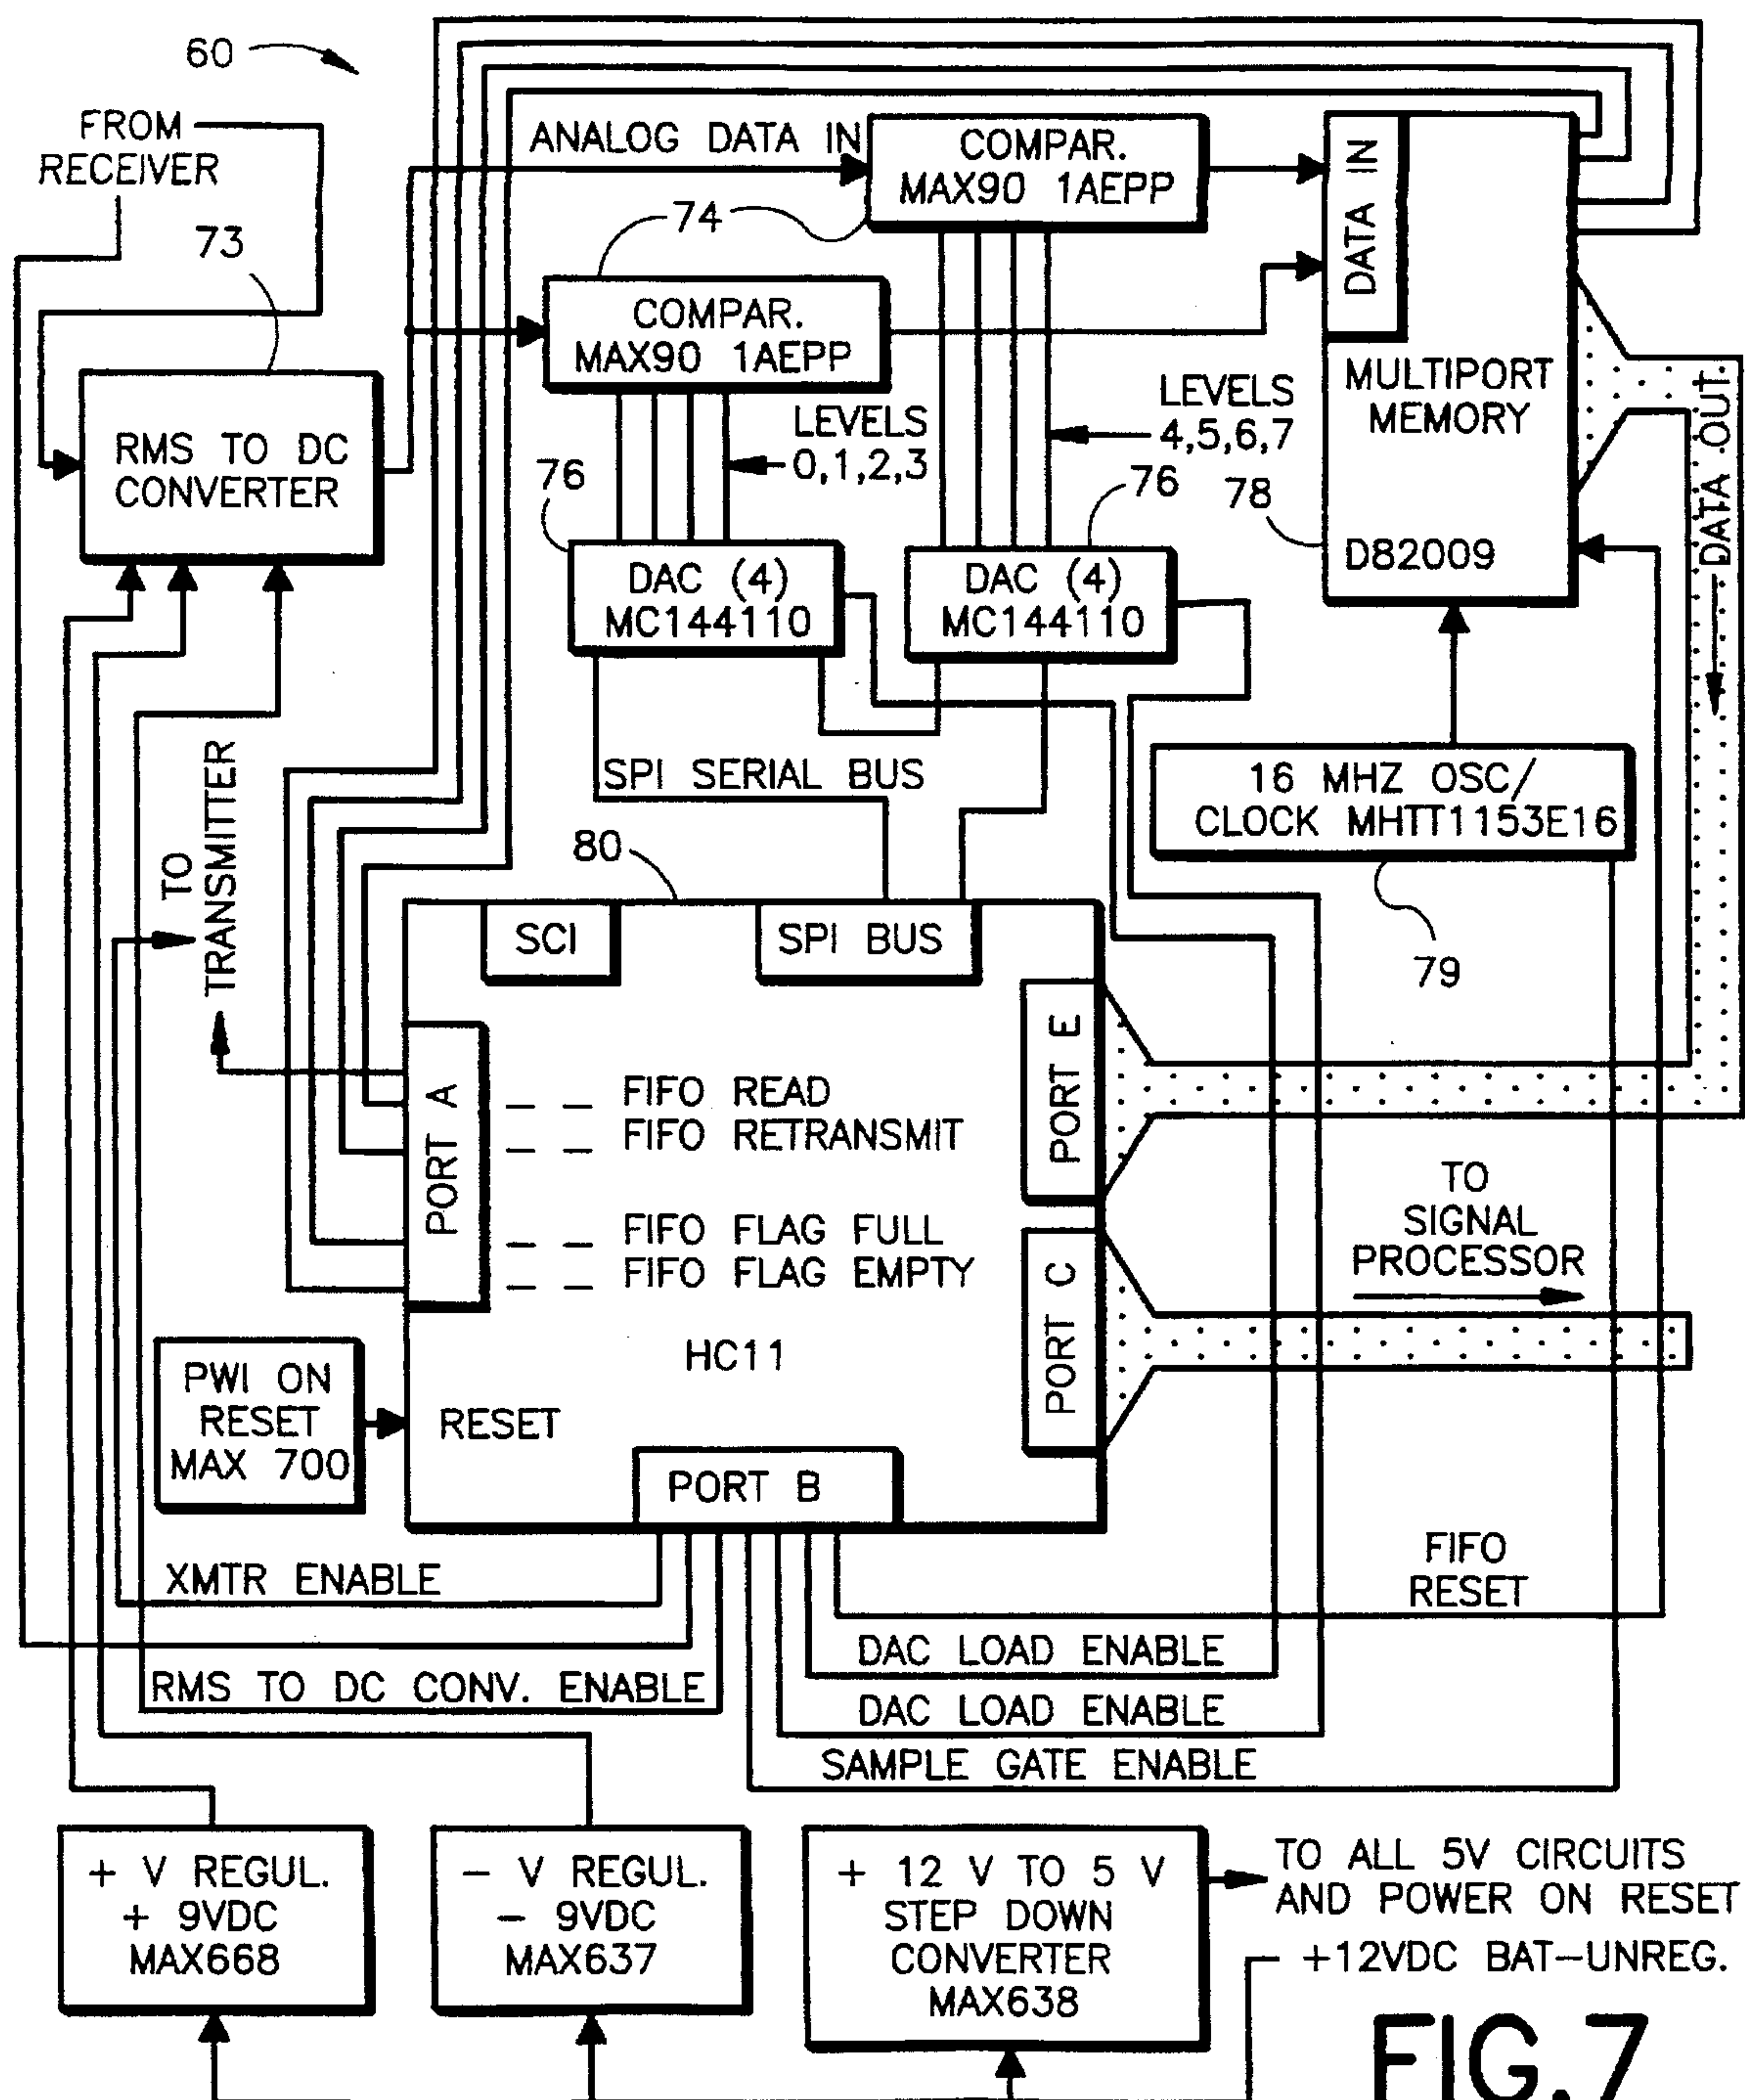 60
FROM
RECEIVER
73
ANALOG DATA IN
COMPAR.
MAX90 1AEPP
74
COMPAR.
MAX90 1AEPP
DATA IN
MULTIPORT
MEMORY
D82009
78
DATA OUT
RMS TO DC
CONVERTER
LEVELS
0,1,2,3
LEVELS
4,5,6,7
76
76
DAC (4)
MC144110
DAC (4)
MC144110
SPI SERIAL BUS
16 MHZ OSC/
CLOCK MHTT1153E16
79
TO
TRANSMITTER
80
SCI
SPI BUS
PORT A
PORT E
FIFO READ
FIFO RETRANSMIT
FIFO FLAG FULL
FIFO FLAG EMPTY
HC11
PORT C
TO
SIGNAL
PROCESSOR
PWI ON
RESET
MAX 700
RESET
PORT B
XMTR ENABLE
FIFO
RESET
DAC LOAD ENABLE
RMS TO DC CONV. ENABLE
DAC LOAD ENABLE
SAMPLE GATE ENABLE
+ V REGUL.
+ 9VDC
MAX668
− V REGUL.
− 9VDC
MAX637
+ 12 V TO 5 V
STEP DOWN
CONVERTER
MAX638
TO ALL 5V CIRCUITS
AND POWER ON RESET
+12VDC BAT−UNREG.
FIG.7